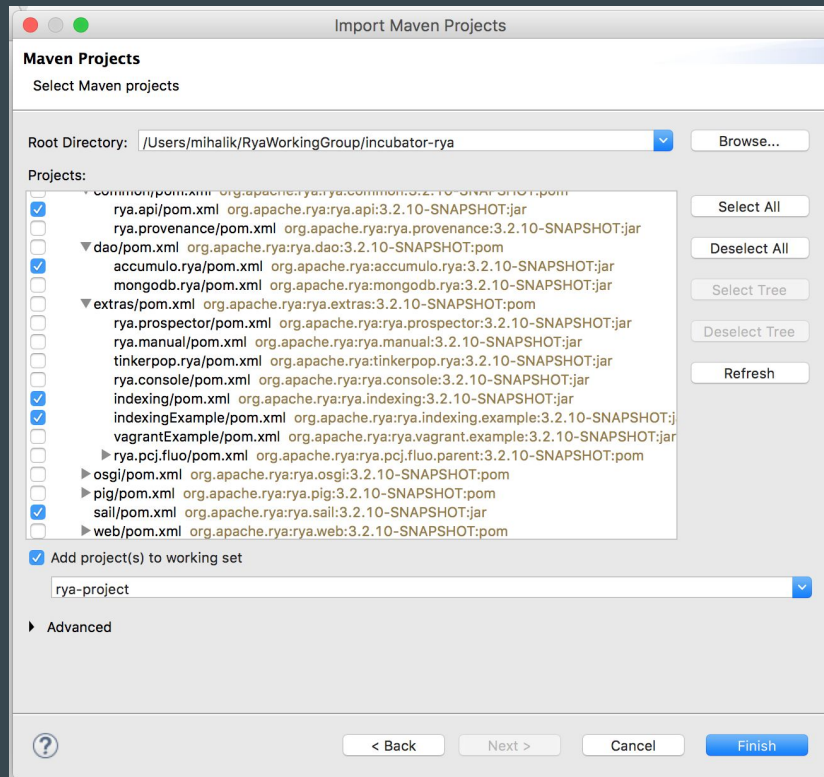 Import Maven Projects
Maven Projects
Select Maven projects
Root Directory: /Users/mihalik/RyaWorkingGroup/incubator-rya Browse...
Projects:
common/pom.xml org.apache.rya:rya.common:3.2.10-SNAPSHOT:pom
rya.api/pom.xml org.apache.rya:rya.api:3.2.10-SNAPSHOT:jar Select All
rya.provenance/pom.xml org.apache.rya:rya.provenance:3.2.10-SNAPSHOT:jar
dao/pom.xml org.apache.rya:rya.dao:3.2.10-SNAPSHOT:pom Deselect All
accumulo.rya/pom.xml org.apache.rya:accumulo.rya:3.2.10-SNAPSHOT:jar
mongodb.rya/pom.xml org.apache.rya:mongodb.rya:3.2.10-SNAPSHOT:jar Select Tree
extras/pom.xml org.apache.rya:rya.extras:3.2.10-SNAPSHOT:pom
rya.prospector/pom.xml org.apache.rya:rya.prospector:3.2.10-SNAPSHOT:jar Deselect Tree
rya.manual/pom.xml org.apache.rya:rya.manual:3.2.10-SNAPSHOT:jar
tinkerpop.rya/pom.xml org.apache.rya:tinkerpop.rya:3.2.10-SNAPSHOT:jar
rya.console/pom.xml org.apache.rya:rya.console:3.2.10-SNAPSHOT:jar Refresh
indexing/pom.xml org.apache.rya:rya.indexing:3.2.10-SNAPSHOT:jar
indexingExample/pom.xml org.apache.rya:rya.indexing.example:3.2.10-SNAPSHOT:j
vagrantExample/pom.xml org.apache.rya:rya.vagrant.example:3.2.10-SNAPSHOT:jar
rya.pcj.fluo/pom.xml org.apache.rya:rya.pcj.fluo.parent:3.2.10-SNAPSHOT:pom
osgi/pom.xml org.apache.rya:rya.osgi:3.2.10-SNAPSHOT:pom
pig/pom.xml org.apache.rya:rya.pig:3.2.10-SNAPSHOT:pom
sail/pom.xml org.apache.rya:rya.sail:3.2.10-SNAPSHOT:jar
web/pom.xml org.apache.rya:rya.web:3.2.10-SNAPSHOT:pom
Add project(s) to working set
rya-project
Advanced
? < Back Next > Cancel Finish